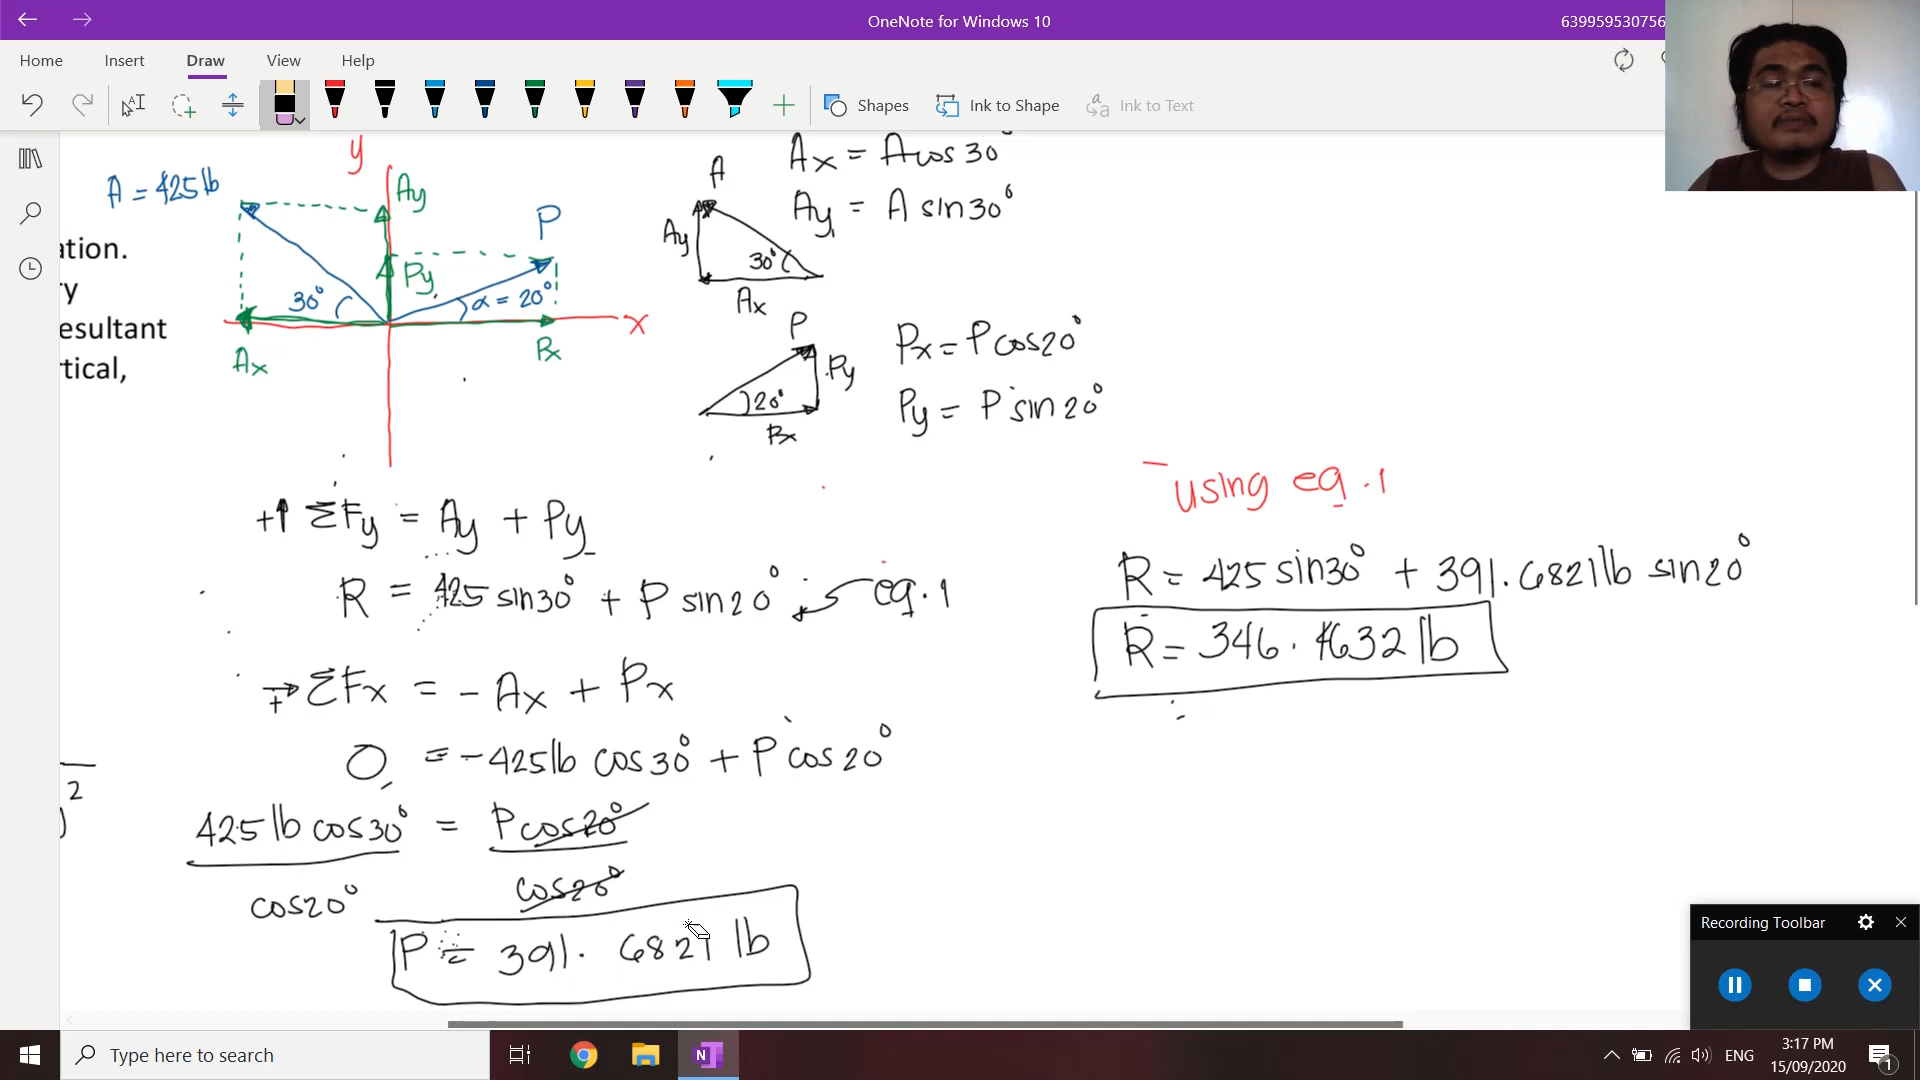 OneNote for Windows 10
639959530756
Home Insert Draw View Help
Shapes Ink to Shape Ink to Text
ation.
ry
esultant
rtical,
y
A = 425 lb
Ay
P
Py
30°
α = 20°
x
Ax
Px
A
Ay
30°
Ax
Ax = A cos 30°
Ay = A sin 30°
P
Py
20°
Px
Px = P cos 20°
Py = P sin 20°
+↑ ΣFy = Ay + Py
R = 425 sin 30° + P sin 20° eq. 1
→+ ΣFx = - Ax + Px
0 = - 425 lb cos 30° + P cos 20°
425 lb cos 30° = P cos 20°
cos 20° cos 20°
P = 391.6821 lb
2
)
using eq. 1
R = 425 sin 30° + 391.6821 lb sin 20°
R = 346.4632 lb
Recording Toolbar
Type here to search
ENG
3:17 PM
15/09/2020
1